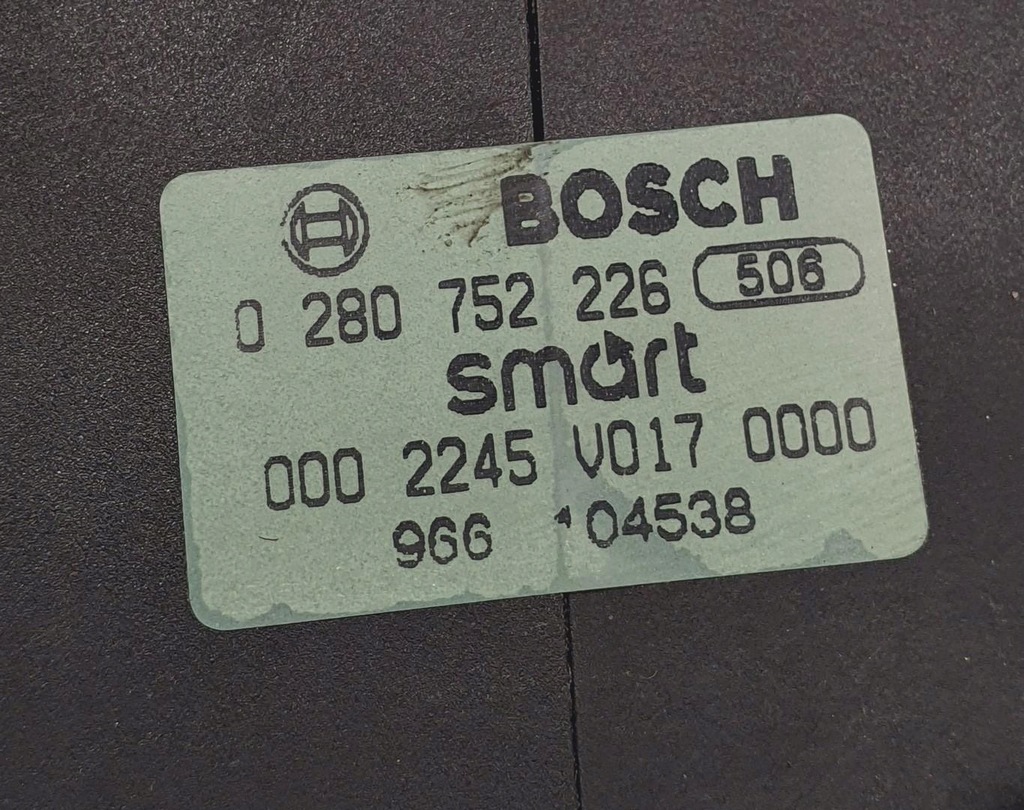 BOSCH
0 280 752 226 506
smart
000 2245 V017 0000
966 104538